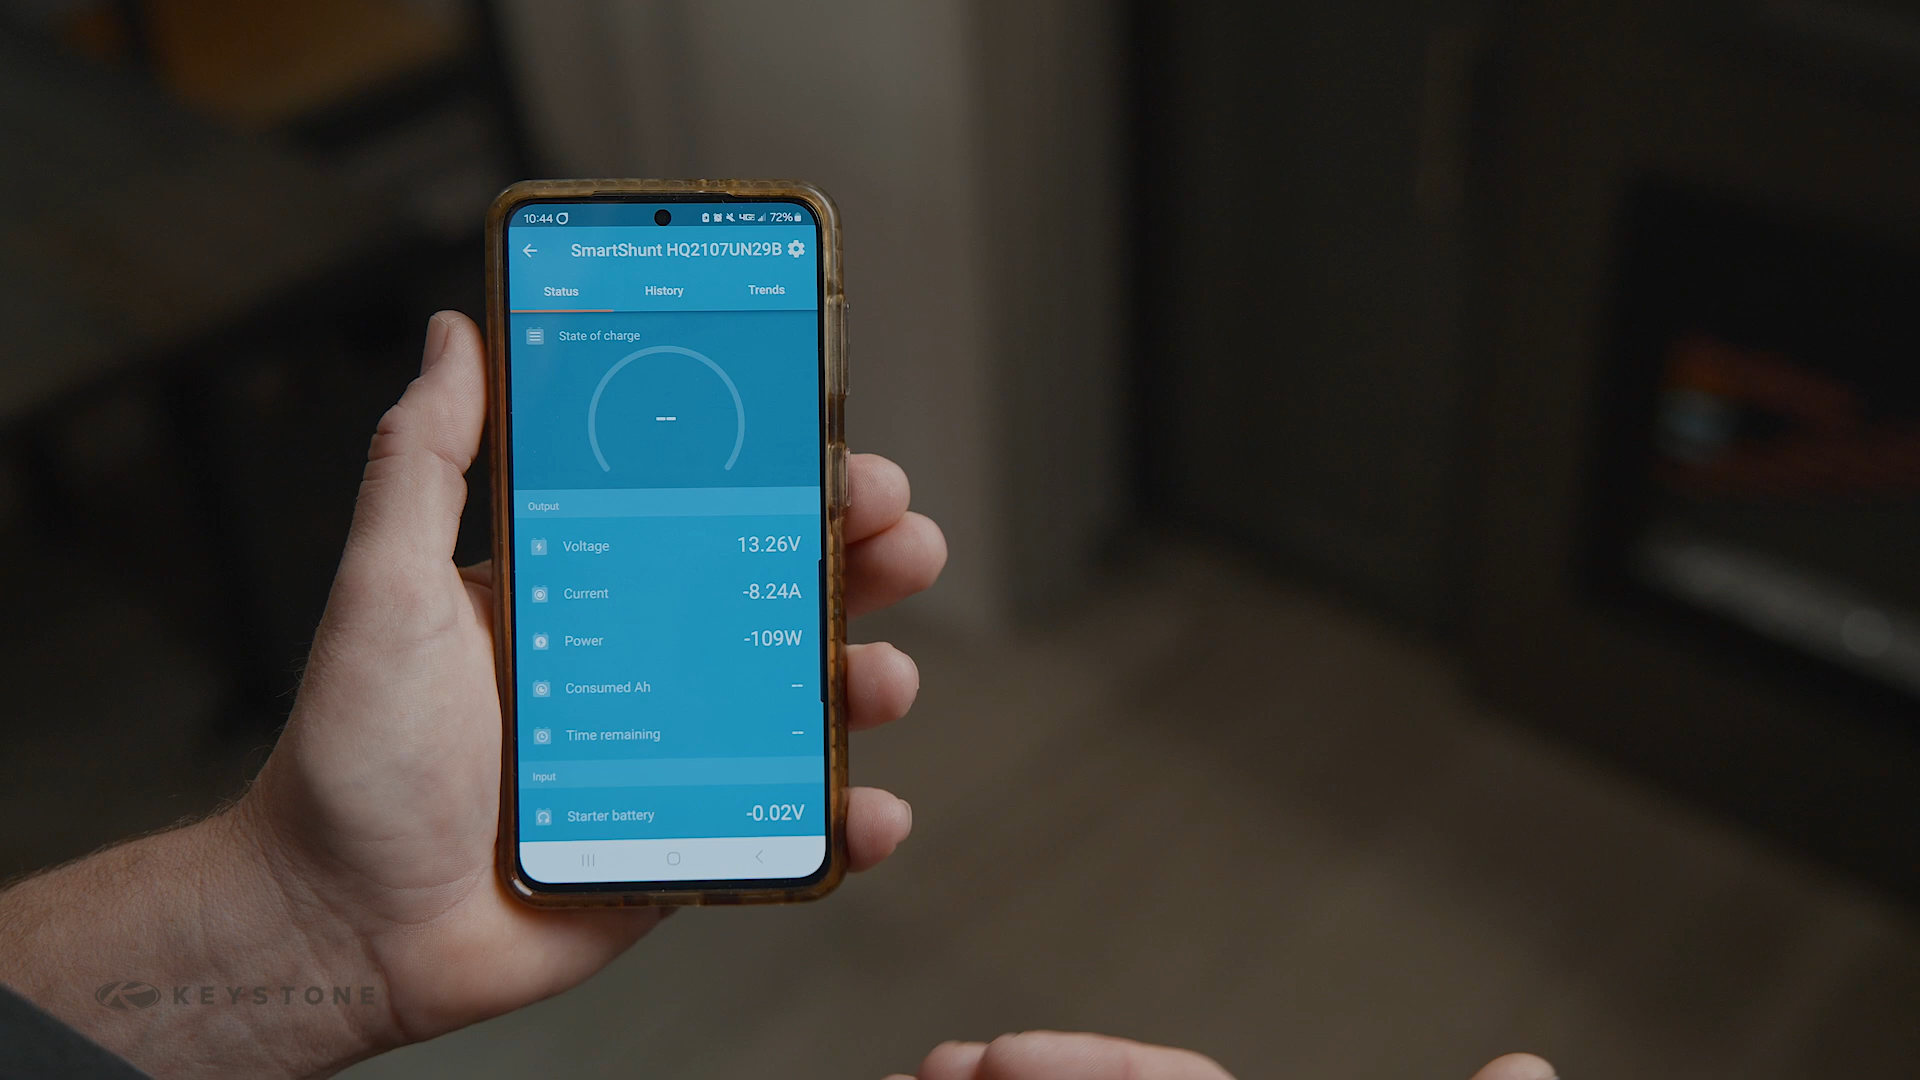 10:44 4GE 72%
SmartShunt HQ2107UN29B
Status History Trends
State of charge
--
Output
Voltage 13.26V
Current -8.24A
Power -109W
Consumed Ah --
Time remaining --
Input
Starter battery -0.02V
KEYSTONE